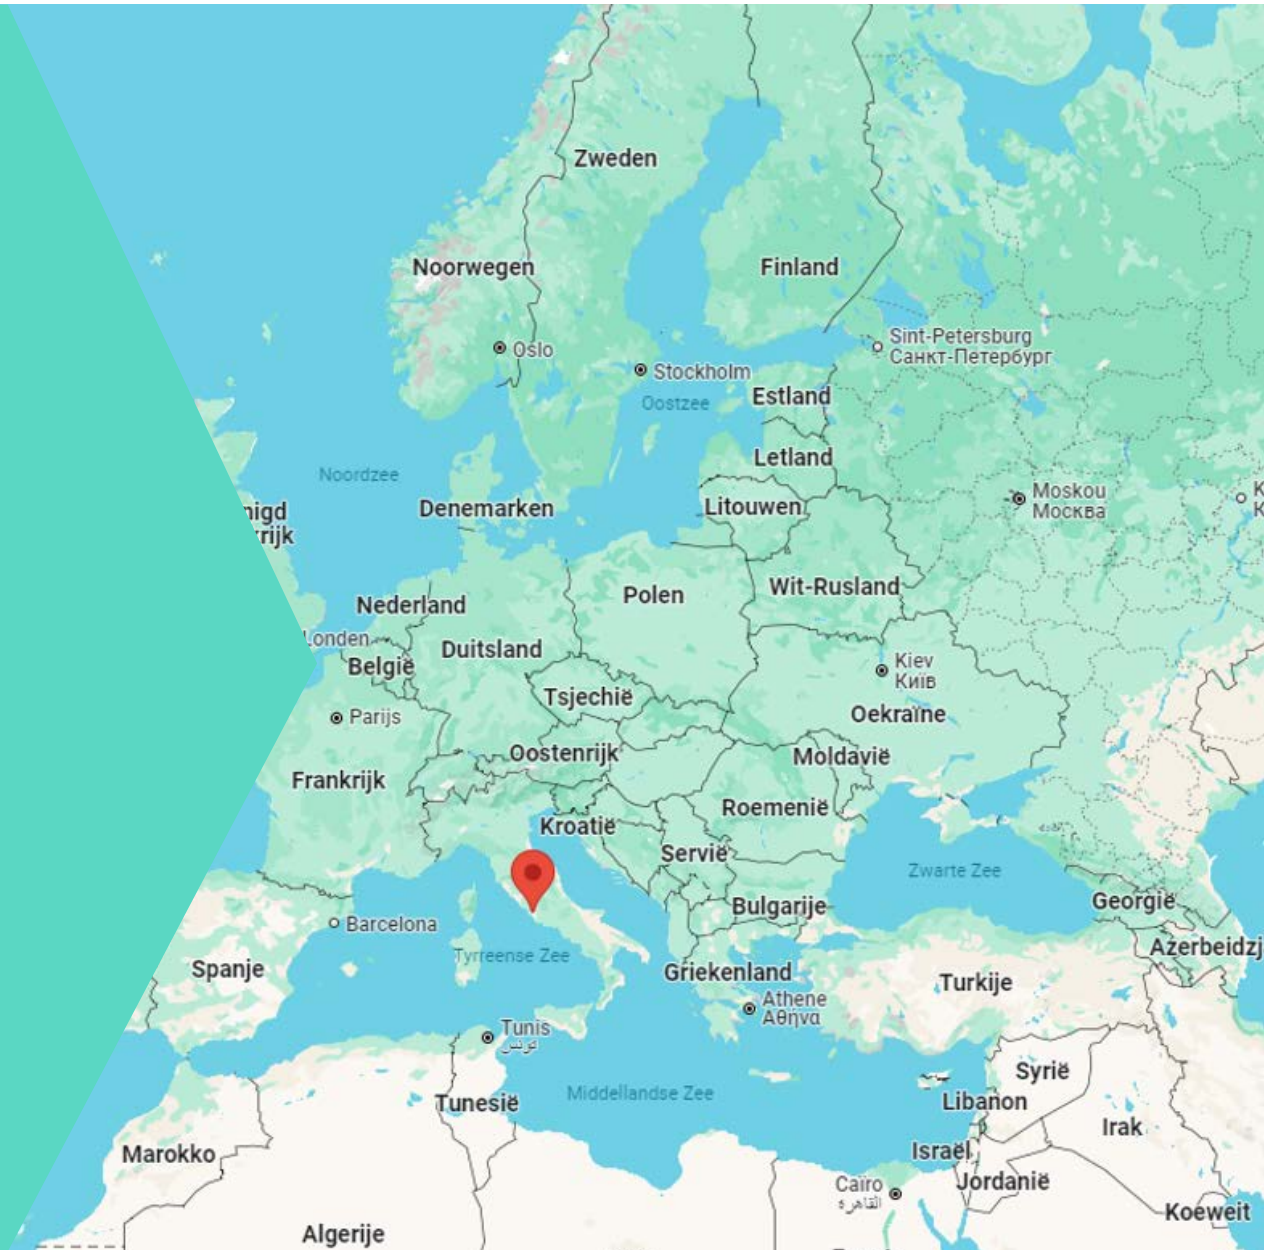 Zweden
Noorwegen
Finland
Oslo
Sint-Petersburg
Санкт-Петербург
Stockholm
Estland
Oostzee
Letland
Noordzee
Moskou
Москва
K
K
nigd
rijk
Denemarken
Litouwen
Wit-Rusland
Polen
Nederland
Londen
Duitsland
België
Kiev
Київ
Tsjechië
Parijs
Oekraïne
Oostenrijk
Moldavië
Frankrijk
Roemenië
Kroatië
Servië
Zwarte Zee
Georgië
Bulgarije
Barcelona
Azerbeidzj
Tyrreense Zee
Spanje
Griekenland
Turkije
Athene
Αθήνα
Tunis
تونس
Syrië
Middellandse Zee
Tunesië
Libanon
Irak
Marokko
Israël
Jordanië
Caïro
القاهرة
Koeweit
Algerije